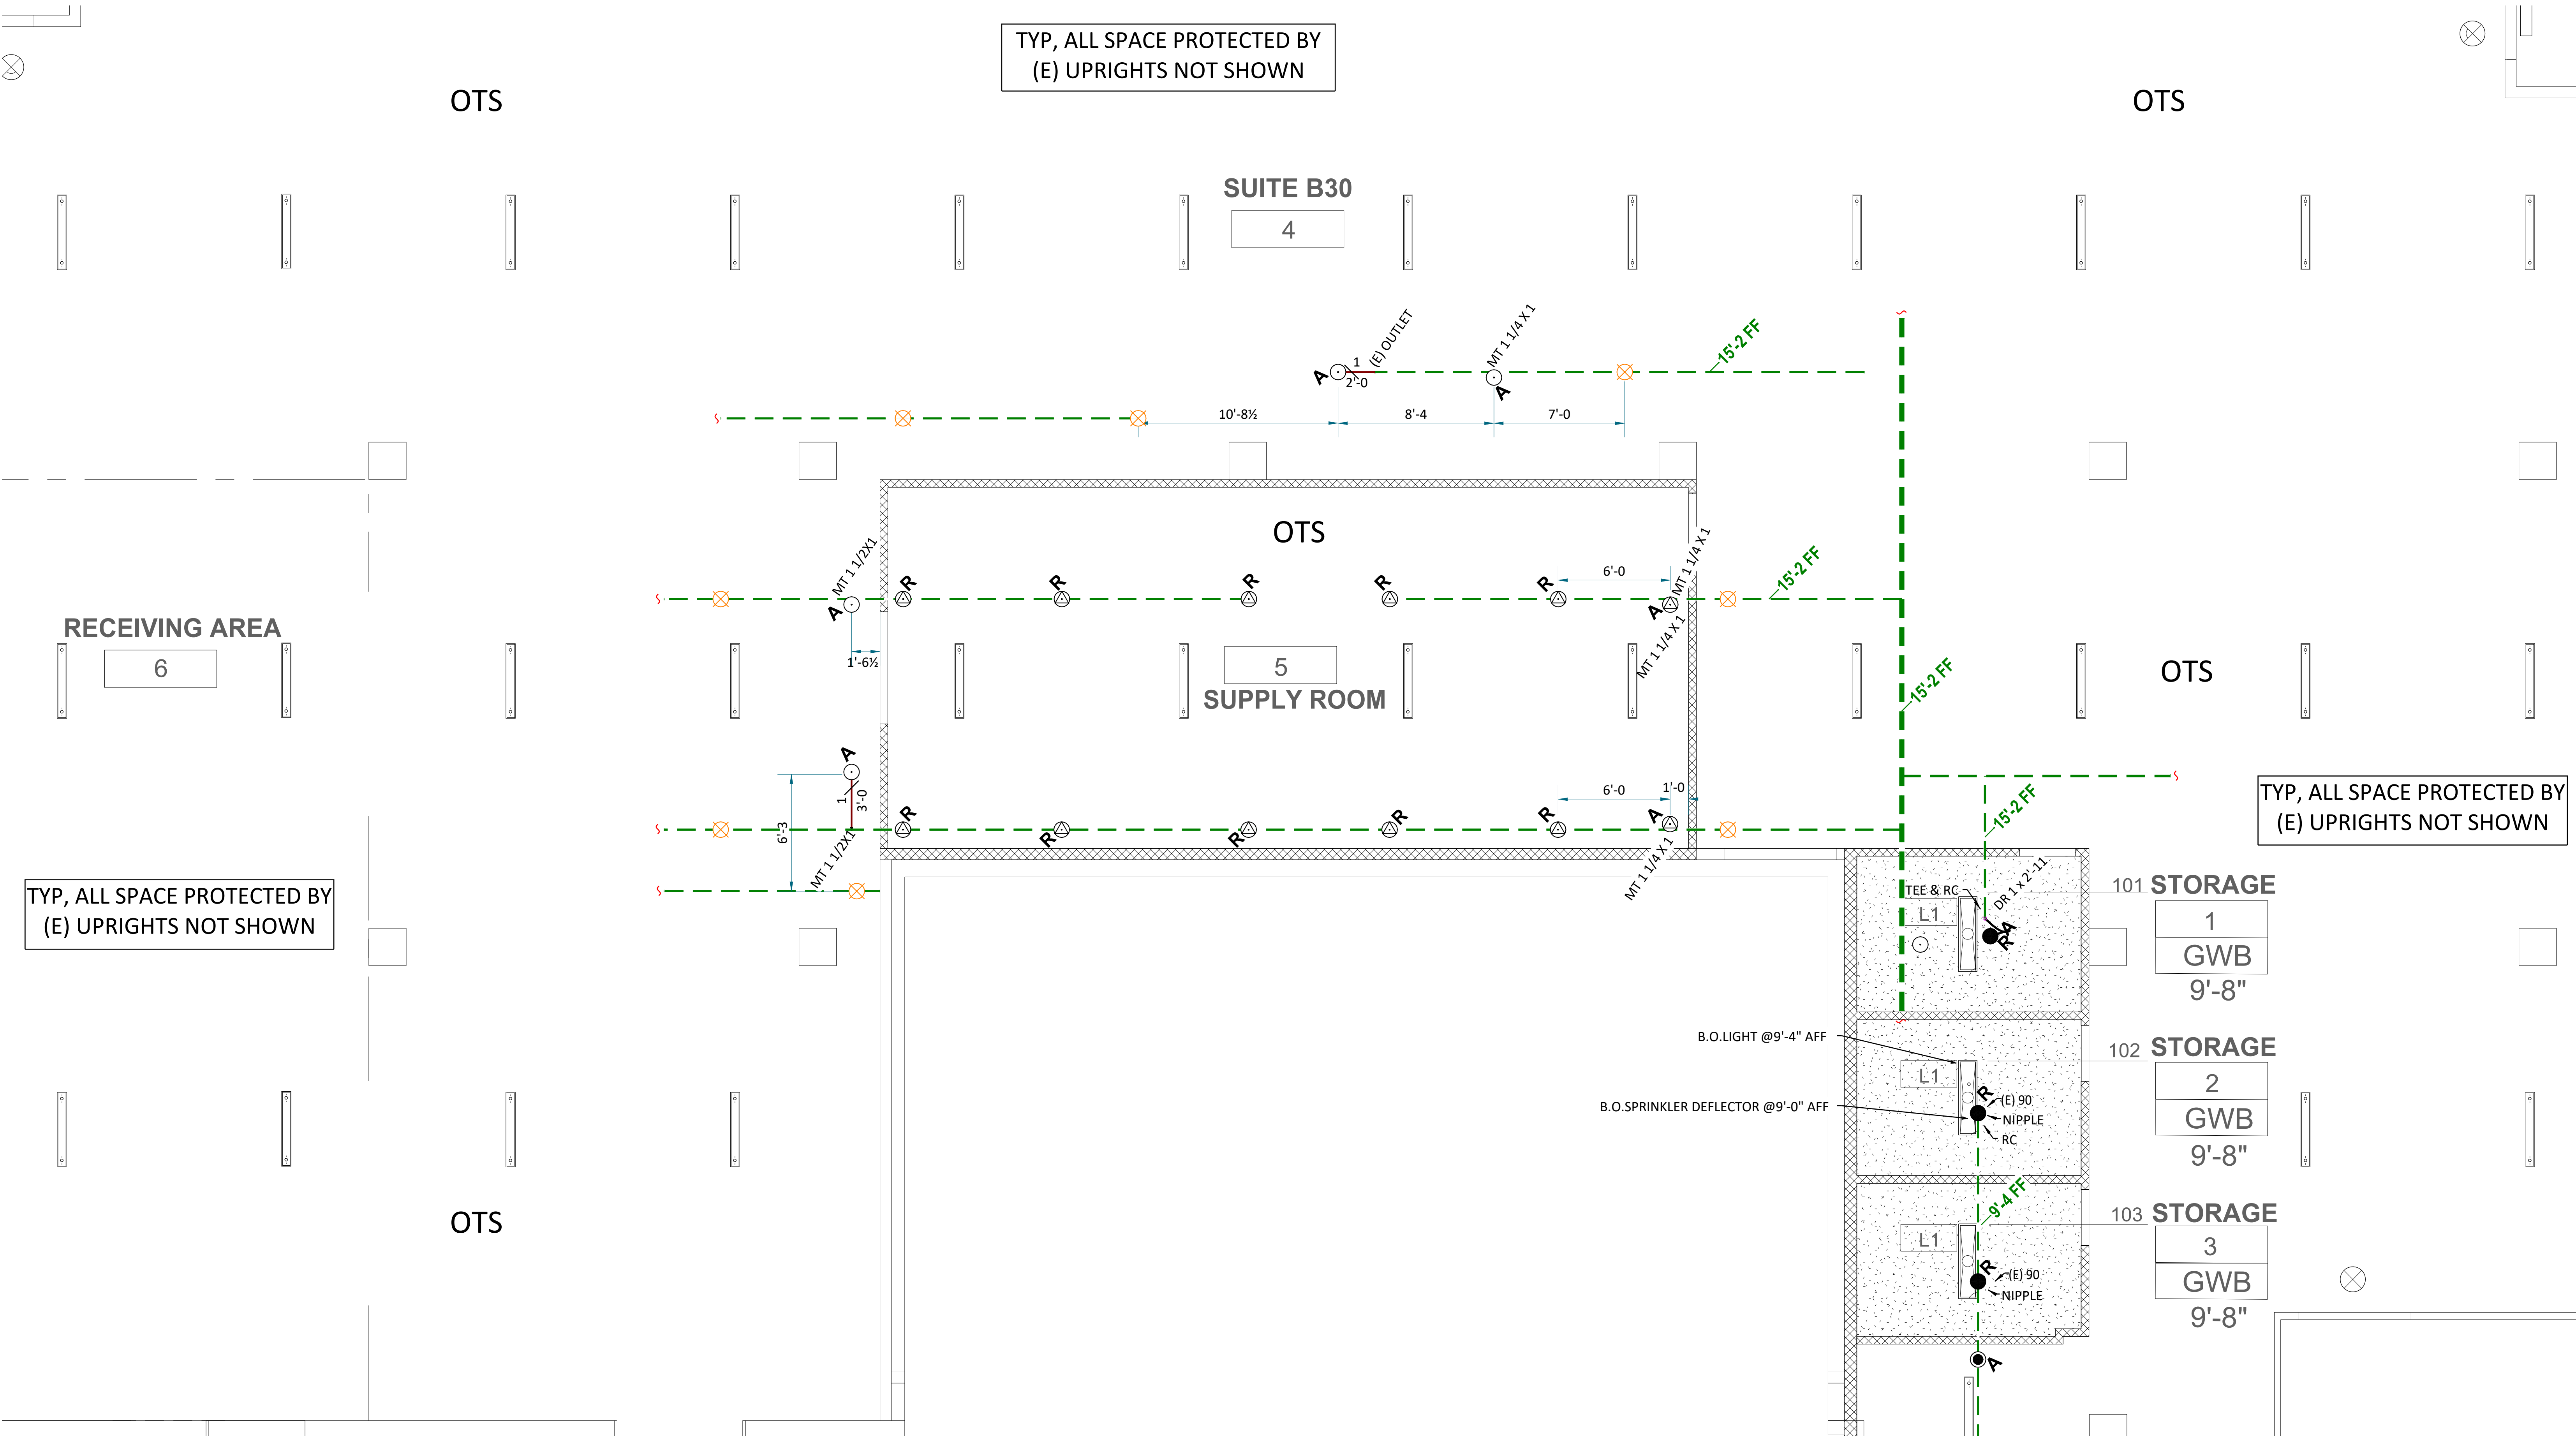 TYP, ALL SPACE PROTECTED BY
(E) UPRIGHTS NOT SHOWN
OTS
OTS
SUITE B30
4
(E) OUTLET
MT 1 1/4 X 1
15'-2 FF
A
1
2'-0
A
10'-8½
8'-4
7'-0
OTS
MT 1 1/2X1
MT 1 1/4 X 1
15'-2 FF
R
R
R
R
R
6'-0
A
A
MT 1 1/4 X 1
1'-6½
RECEIVING AREA
6
5
SUPPLY ROOM
15'-2 FF
OTS
A
1
3'-0
6'-3
MT 1 1/2X1
R
R
R
R
R
6'-0
1'-0
A
MT 1 1/4 X 1
15'-2 FF
TYP, ALL SPACE PROTECTED BY
(E) UPRIGHTS NOT SHOWN
TYP, ALL SPACE PROTECTED BY
(E) UPRIGHTS NOT SHOWN
TEE & RC
DR 1 x 2'-11
L1
A
R
101 STORAGE
1
GWB
9'-8"
B.O.LIGHT @9'-4" AFF
L1
B.O.SPRINKLER DEFLECTOR @9'-0" AFF
R
(E) 90
NIPPLE
RC
102 STORAGE
2
GWB
9'-8"
9'-4 FF
L1
R
(E) 90
NIPPLE
103 STORAGE
3
GWB
9'-8"
A
OTS